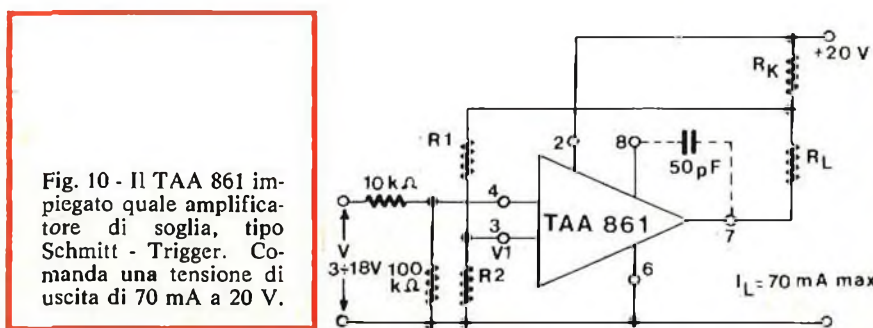 Fig. 10 - Il TAA 861 im-
piegato quale amplifica-
tore di soglia, tipo
Schmitt - Trigger. Co-
manda una tensione di
uscita di 70 mA a 20 V.
+20 V
RK
R1
2
8
50pF
RL
10 kΩ
4
TAA 861
7
3
V1
V
3÷18V
100
kΩ
R2
6
IL = 70 mA max